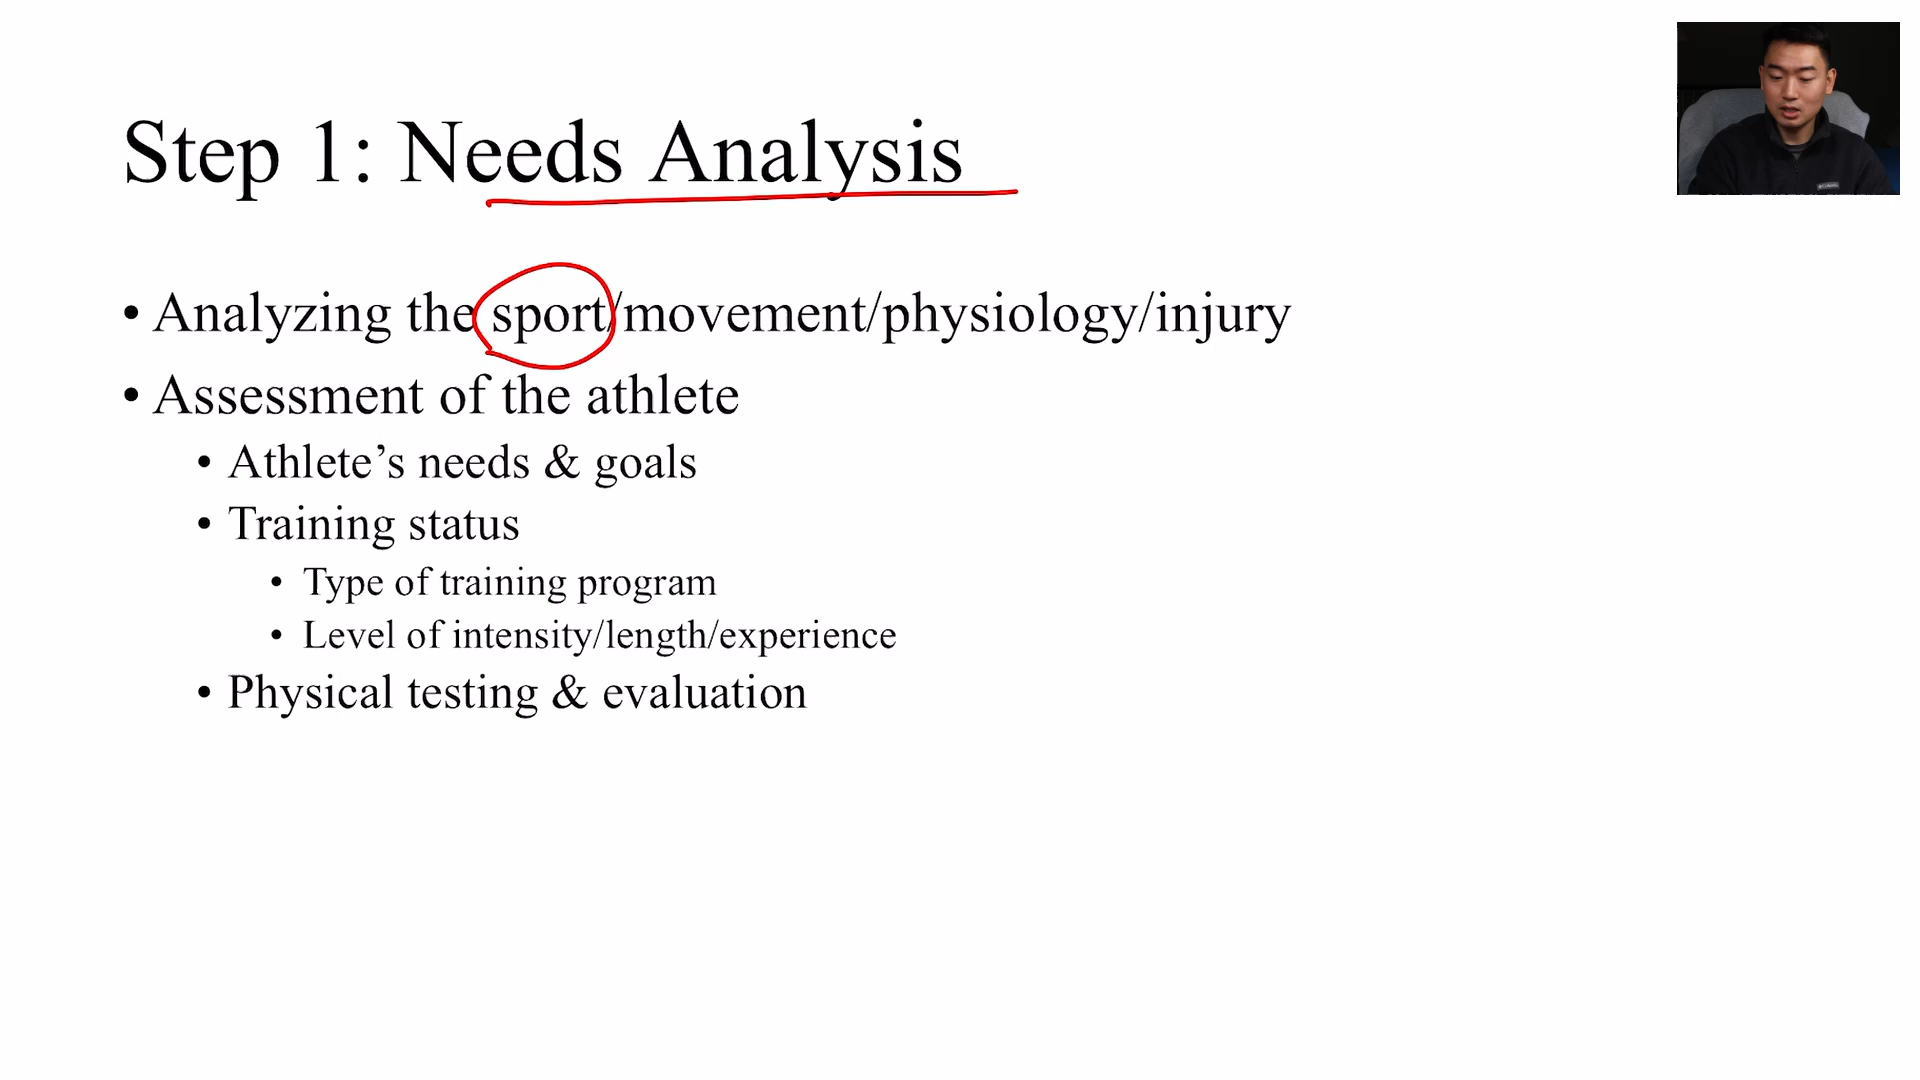 Step 1: Needs Analysis
• Analyzing the sport/movement/physiology/injury
• Assessment of the athlete
• Athlete’s needs & goals
• Training status
• Type of training program
• Level of intensity/length/experience
• Physical testing & evaluation